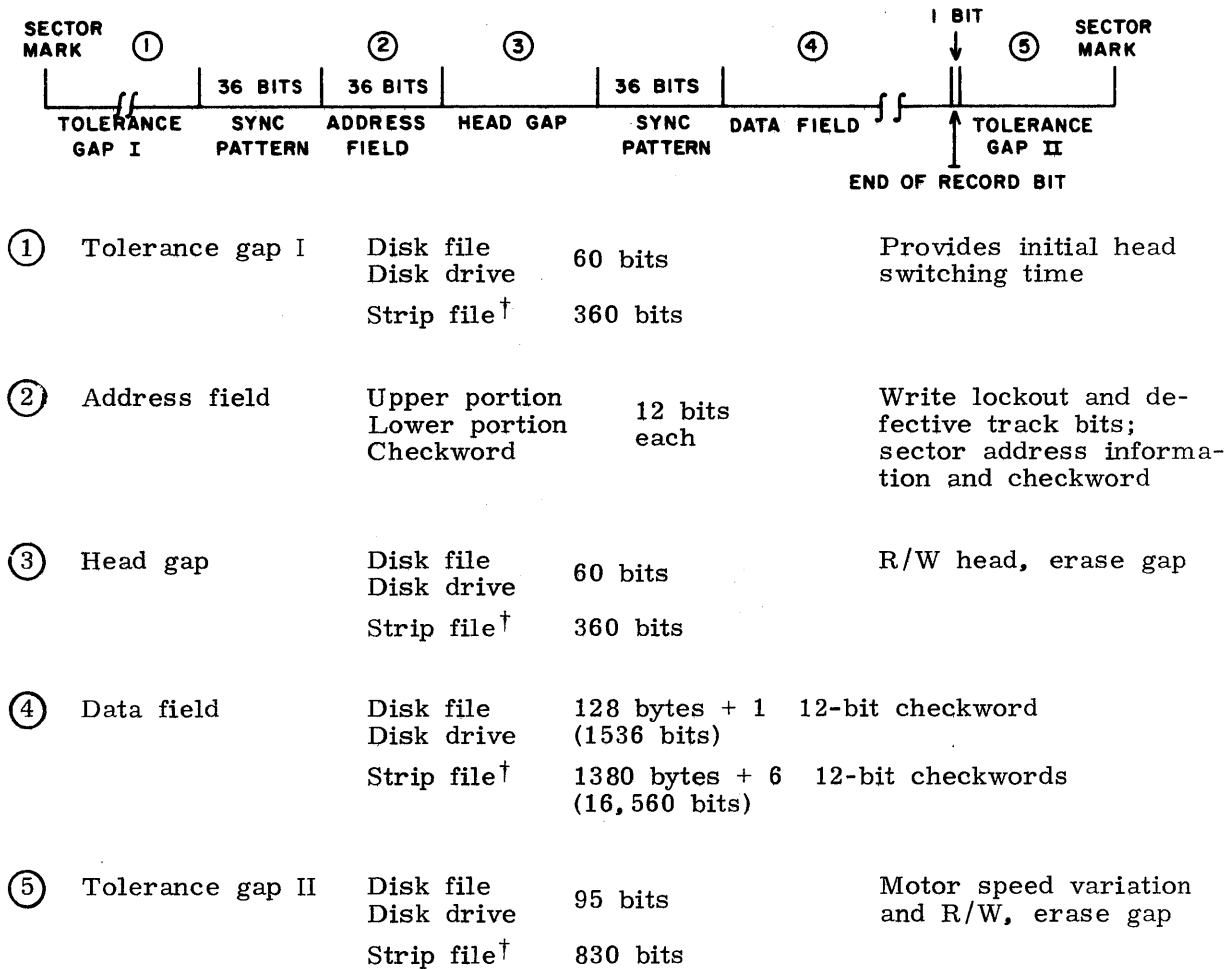 SECTOR MARK ① ② ③ ④ 1 BIT ⑤ SECTOR MARK
36 BITS 36 BITS 36 BITS
TOLERANCE GAP I SYNC PATTERN ADDRESS FIELD HEAD GAP SYNC PATTERN DATA FIELD TOLERANCE GAP II
END OF RECORD BIT
① Tolerance gap I Disk file Disk drive 60 bits Provides initial head switching time
Strip file† 360 bits
② Address field Upper portion Lower portion Checkword 12 bits each Write lockout and de-
fective track bits;
sector address informa-
tion and checkword
③ Head gap Disk file Disk drive 60 bits R/W head, erase gap
Strip file† 360 bits
④ Data field Disk file Disk drive 128 bytes + 1 12-bit checkword
(1536 bits)
Strip file† 1380 bytes + 6 12-bit checkwords
(16,560 bits)
⑤ Tolerance gap II Disk file Disk drive 95 bits Motor speed variation and R/W, erase gap
Strip file† 830 bits